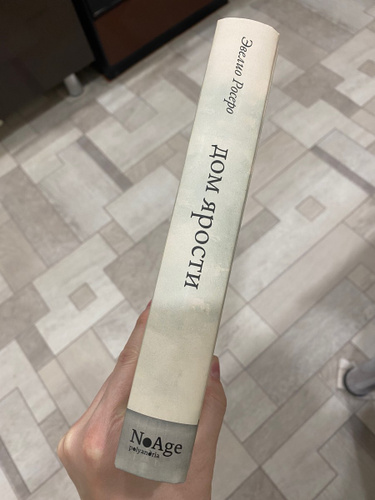 Эвелио Росеро
дом ярости
NoAge
polyandria